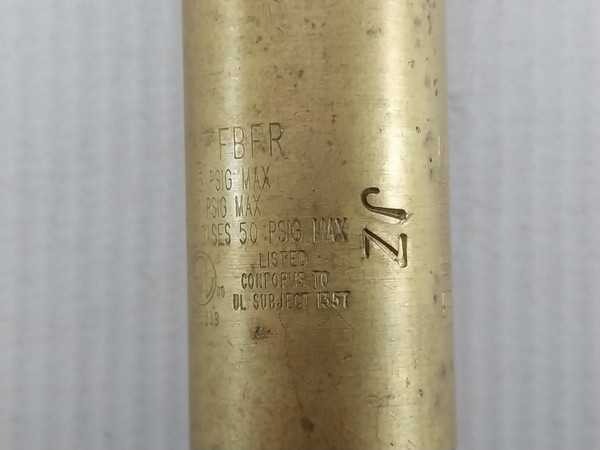 FBFR
PSIG MAX
PSIG MAX
SES 50 PSIG MAX
LISTED
CONFORMS TO
UL SUBJECT 1357
JZ